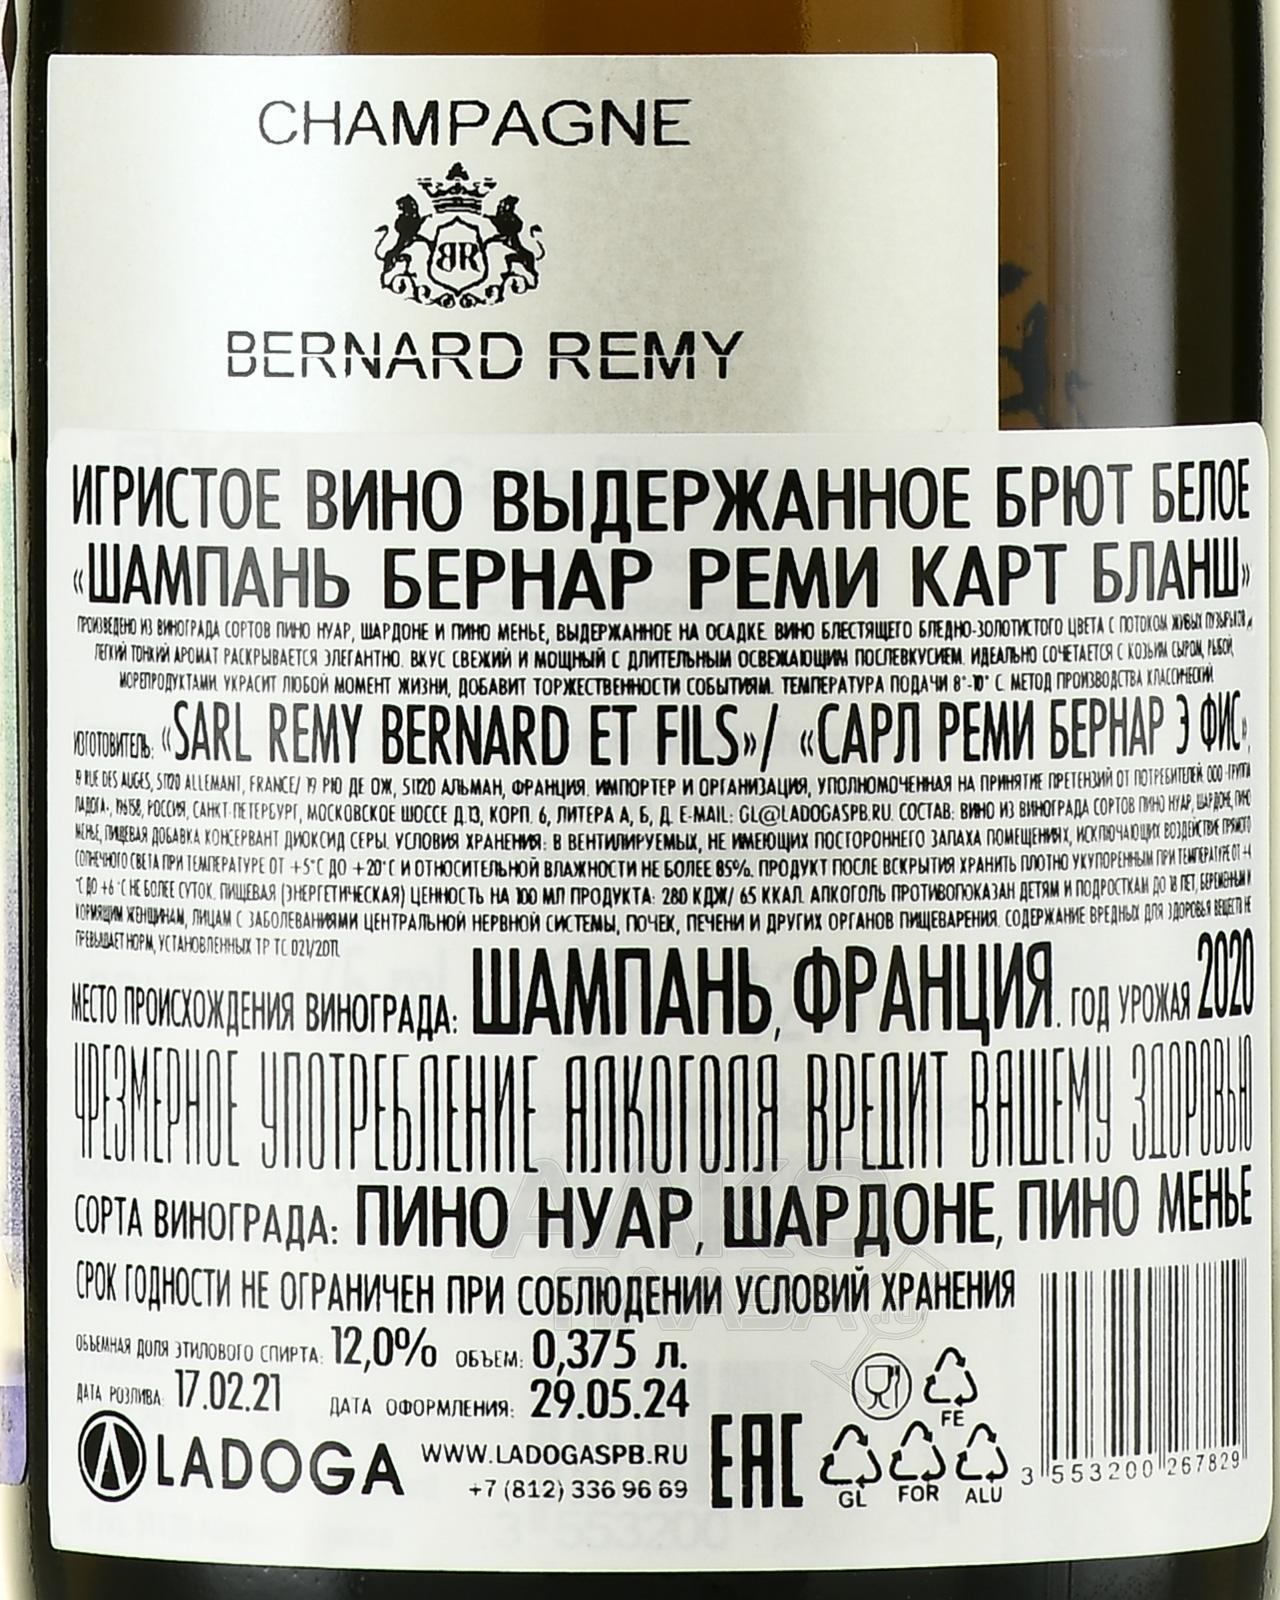 CHAMPAGNE
BR
BERNARD REMY
ИГРИСТОЕ ВИНО ВЫДЕРЖАННОЕ БРЮТ БЕЛОЕ
«ШАМПАНЬ БЕРНАР РЕМИ КАРТ БЛАНШ»
ПРОИЗВЕДЕНО ИЗ ВИНОГРАДА СОРТОВ ПИНО НУАР, ШАРДОНЕ И ПИНО МЕНЬЕ, ВЫДЕРЖАННОЕ НА ОСАДКЕ. ВИНО БЛЕСТЯЩЕГО БЛЕДНО-ЗОЛОТИСТОГО ЦВЕТА С ПОТОКОМ ЖИВЫХ ПУЗЫРЬКОВ,
ЛЕГКИЙ ТОНКИЙ АРОМАТ РАСКРЫВАЕТСЯ ЭЛЕГАНТНО. ВКУС СВЕЖИЙ И МОЩНЫЙ С ДЛИТЕЛЬНЫМ ОСВЕЖАЮЩИМ ПОСЛЕВКУСИЕМ. ИДЕАЛЬНО СОЧЕТАЕТСЯ С КОЗЬИМ СЫРОМ, РЫБОЙ,
МОРЕПРОДУКТАМИ. УКРАСИТ ЛЮБОЙ МОМЕНТ ЖИЗНИ, ДОБАВИТ ТОРЖЕСТВЕННОСТИ СОБЫТИЯМ. ТЕМПЕРАТУРА ПОДАЧИ 8°-10° С. МЕТОД ПРОИЗВОДСТВА КЛАССИЧЕСКИЙ.
ИЗГОТОВИТЕЛЬ: «SARL REMY BERNARD ET FILS»/ «САРЛ РЕМИ БЕРНАР Э ФИС»,
19 RUE DES AUGES, 51120 ALLEMANT, FRANCE/ 19 РЮ ДЕ ОЖ, 51120 АЛЬМАН, ФРАНЦИЯ. ИМПОРТЕР И ОРГАНИЗАЦИЯ, УПОЛНОМОЧЕННАЯ НА ПРИНЯТИЕ ПРЕТЕНЗИЙ ОТ ПОТРЕБИТЕЛЕЙ: ООО «ГРУППА
ЛАДОГА», 196158, РОССИЯ, САНКТ-ПЕТЕРБУРГ, МОСКОВСКОЕ ШОССЕ Д.13, КОРП. 6, ЛИТЕРА А, Б, Д. E-MAIL: GL@LADOGASPB.RU. СОСТАВ: ВИНО ИЗ ВИНОГРАДА СОРТОВ ПИНО НУАР, ШАРДОНЕ, ПИНО
МЕНЬЕ, ПИЩЕВАЯ ДОБАВКА КОНСЕРВАНТ ДИОКСИД СЕРЫ. УСЛОВИЯ ХРАНЕНИЯ: В ВЕНТИЛИРУЕМЫХ, НЕ ИМЕЮЩИХ ПОСТОРОННЕГО ЗАПАХА ПОМЕЩЕНИЯХ, ИСКЛЮЧАЮЩИХ ВОЗДЕЙСТВИЕ ПРЯМОГО
СОЛНЕЧНОГО СВЕТА ПРИ ТЕМПЕРАТУРЕ ОТ +5°С ДО +20°С И ОТНОСИТЕЛЬНОЙ ВЛАЖНОСТИ НЕ БОЛЕЕ 85%. ПРОДУКТ ПОСЛЕ ВСКРЫТИЯ ХРАНИТЬ ПЛОТНО УКУПОРЕННЫМ ПРИ ТЕМПЕРАТУРЕ ОТ +4
°С ДО +6 °С НЕ БОЛЕЕ СУТОК. ПИЩЕВАЯ (ЭНЕРГЕТИЧЕСКАЯ) ЦЕННОСТЬ НА 100 МЛ ПРОДУКТА: 280 КДЖ/ 65 ККАЛ. АЛКОГОЛЬ ПРОТИВОПОКАЗАН ДЕТЯМ И ПОДРОСТКАМ ДО 18 ЛЕТ, БЕРЕМЕННЫМ И
КОРМЯЩИМ ЖЕНЩИНАМ, ЛИЦАМ С ЗАБОЛЕВАНИЯМИ ЦЕНТРАЛЬНОЙ НЕРВНОЙ СИСТЕМЫ, ПОЧЕК, ПЕЧЕНИ И ДРУГИХ ОРГАНОВ ПИЩЕВАРЕНИЯ. СОДЕРЖАНИЕ ВРЕДНЫХ ДЛЯ ЗДОРОВЬЯ ВЕЩЕСТВ НЕ
ПРЕВЫШАЕТ НОРМ, УСТАНОВЛЕННЫХ ТР ТС 021/2011.
МЕСТО ПРОИСХОЖДЕНИЯ ВИНОГРАДА: ШАМПАНЬ, ФРАНЦИЯ. ГОД УРОЖАЯ 2020
ЧРЕЗМЕРНОЕ УПОТРЕБЛЕНИЕ АЛКОГОЛЯ ВРЕДИТ ВАШЕМУ ЗДОРОВЬЮ
СОРТА ВИНОГРАДА: ПИНО НУАР, ШАРДОНЕ, ПИНО МЕНЬЕ
СРОК ГОДНОСТИ НЕ ОГРАНИЧЕН ПРИ СОБЛЮДЕНИИ УСЛОВИЙ ХРАНЕНИЯ
ОБЪЕМНАЯ ДОЛЯ ЭТИЛОВОГО СПИРТА: 12,0% ОБЪЕМ: 0,375 Л.
ДАТА РОЗЛИВА: 17.02.21 ДАТА ОФОРМЛЕНИЯ: 29.05.24
LADOGA
WWW.LADOGASPB.RU
+7 (812) 336 96 69
EAC
FE
GL FOR ALU
3 553200 267829
АЛКО
ПЛАЗА.ru